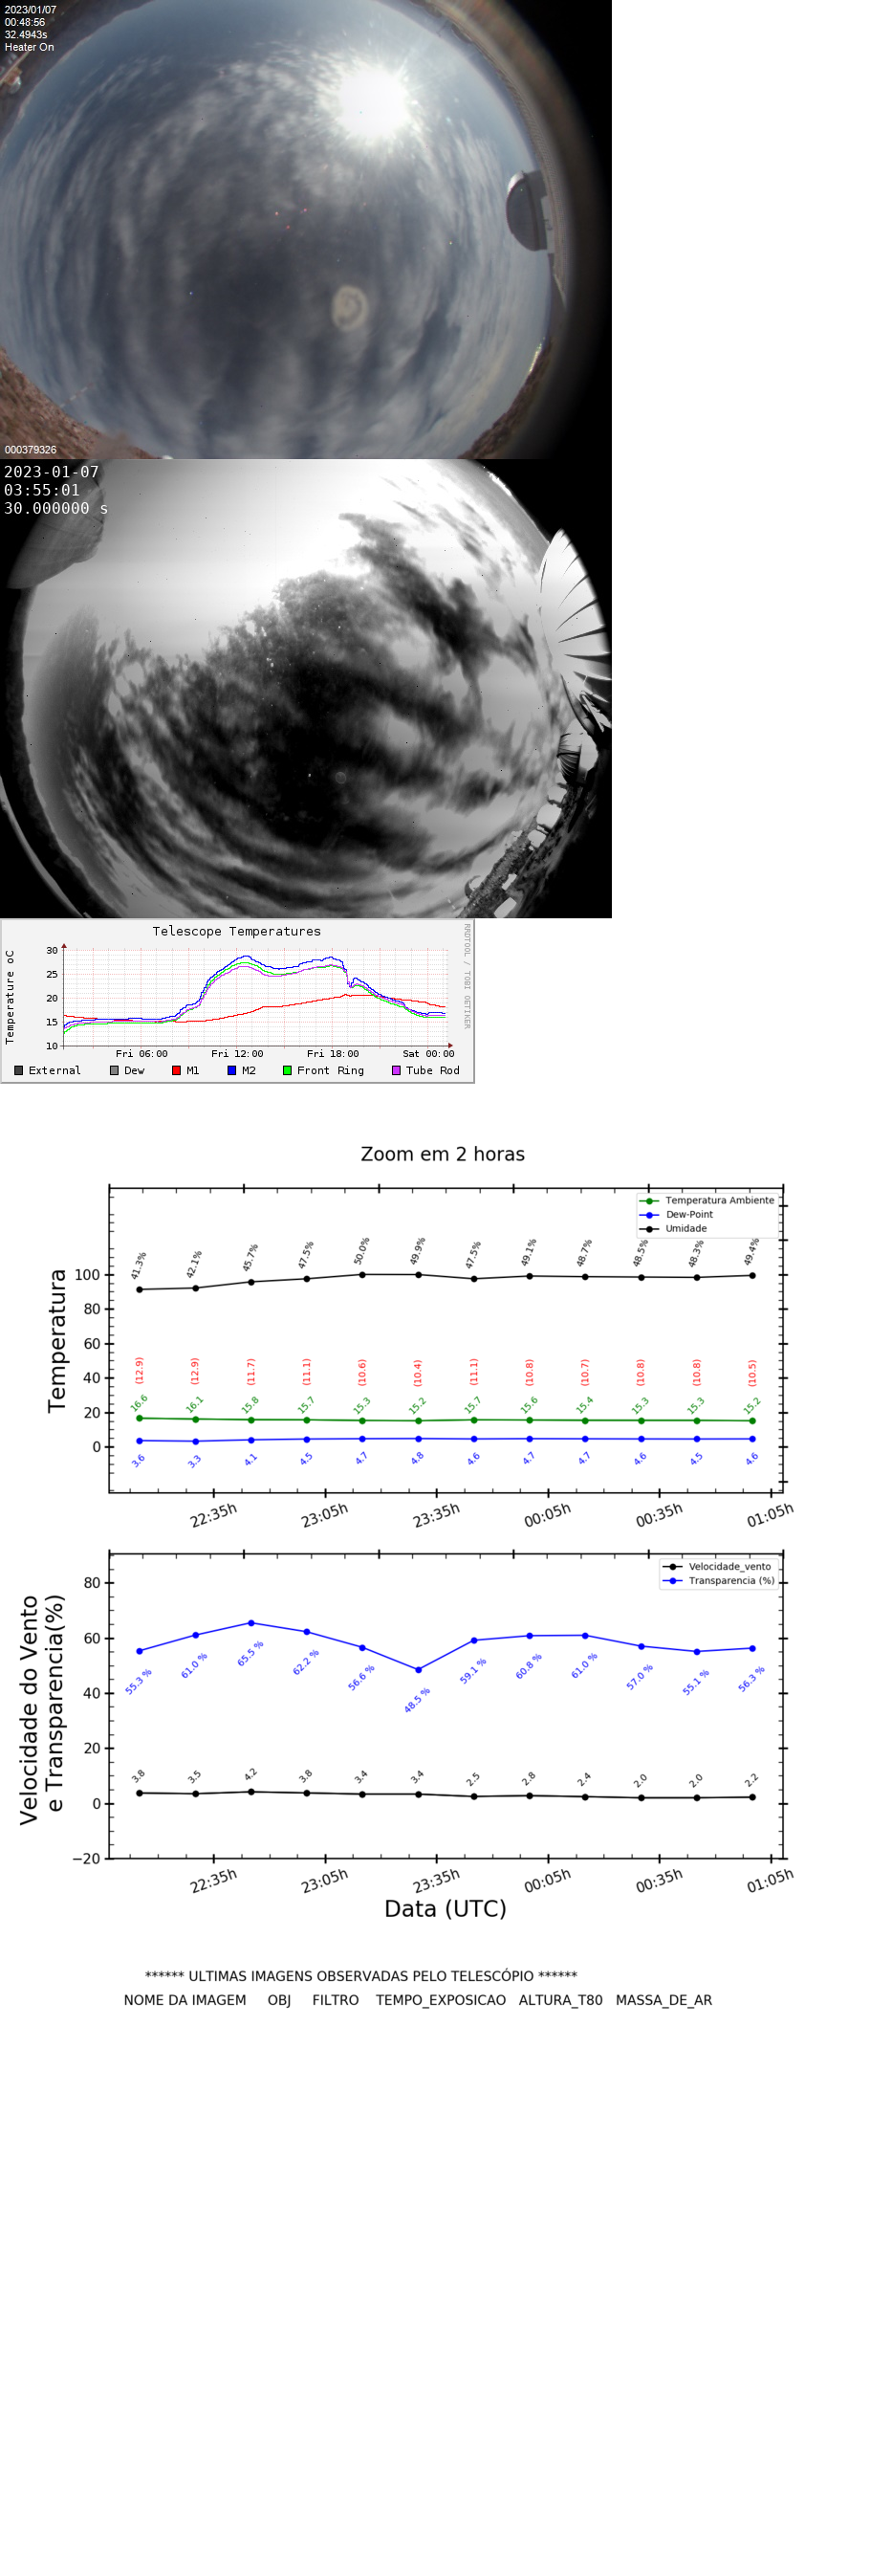 2023/01/07
00:48:56
32.4943s
Heater On
000379326
2023-01-07
03:55:01
30.000000 s
Telescope Temperatures
RRDTOOL / TOBI OETIKER
Temperature oC
30
25
20
15
10
Fri 06:00 Fri 12:00 Fri 18:00 Sat 00:00
External Dew M1 M2 Front Ring Tube Rod
Zoom em 2 horas
Temperatura Ambiente
Dew-Point
Umidade
Temperatura
100
80
60
40
20
0
41.3% 42.1% 45.7% 47.5% 50.0% 49.9% 47.5% 49.1% 48.7% 48.5% 48.3% 49.4%
(12.9) (12.9) (11.7) (11.1) (10.6) (10.4) (11.1) (10.8) (10.7) (10.8) (10.8) (10.5)
16.6 16.1 15.8 15.7 15.3 15.2 15.7 15.6 15.4 15.3 15.3 15.2
3.6 3.3 4.1 4.5 4.7 4.8 4.6 4.7 4.7 4.6 4.5 4.6
22:35h 23:05h 23:35h 00:05h 00:35h 01:05h
Velocidade_vento
Transparencia (%)
Velocidade do Vento
e Transparencia(%)
80
60
40
20
0
−20
55.3 % 61.0 % 65.5 % 62.2 % 56.6 % 48.5 % 59.1 % 60.8 % 61.0 % 57.0 % 55.1 % 56.3 %
3.8 3.5 4.2 3.8 3.4 3.4 2.5 2.8 2.4 2.0 2.0 2.2
22:35h 23:05h 23:35h 00:05h 00:35h 01:05h
Data (UTC)
****** ULTIMAS IMAGENS OBSERVADAS PELO TELESCÓPIO ******
NOME DA IMAGEM OBJ FILTRO TEMPO_EXPOSICAO ALTURA_T80 MASSA_DE_AR